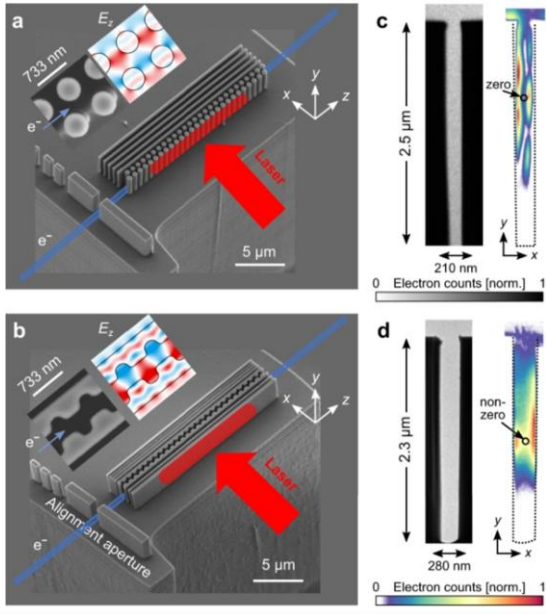 a
733 nm
E_z
e⁻
y
x
z
Laser
e⁻
5 µm
b
733 nm
E_z
e⁻
y
x
z
Laser
e⁻
Alignment aperture
5 µm
c
2.5 µm
zero
y
x
210 nm
0 Electron counts [norm.] 1
d
2.3 µm
non-
zero
y
x
280 nm
0 Electron counts [norm.] 1